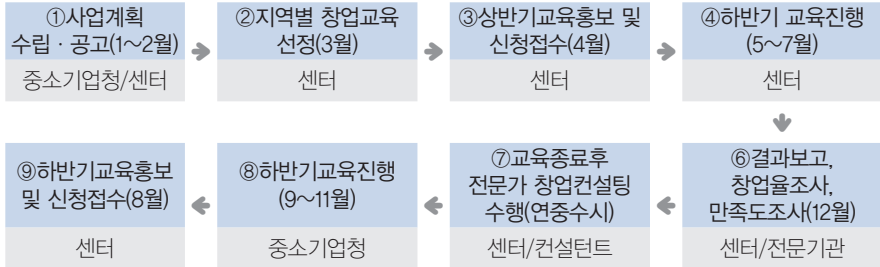 ①사업계획
수립 · 공고(1~2월)
중소기업청/센터
②지역별 창업교육
선정(3월)
센터
③상반기교육홍보 및
신청접수(4월)
센터
④하반기 교육진행
(5~7월)
센터
⑥결과보고,
창업율조사,
만족도조사(12월)
센터/전문기관
⑦교육종료후
전문가 창업컨설팅
수행(연중수시)
센터/컨설턴트
⑧하반기교육진행
(9~11월)
중소기업청
⑨하반기교육홍보
및 신청접수(8월)
센터